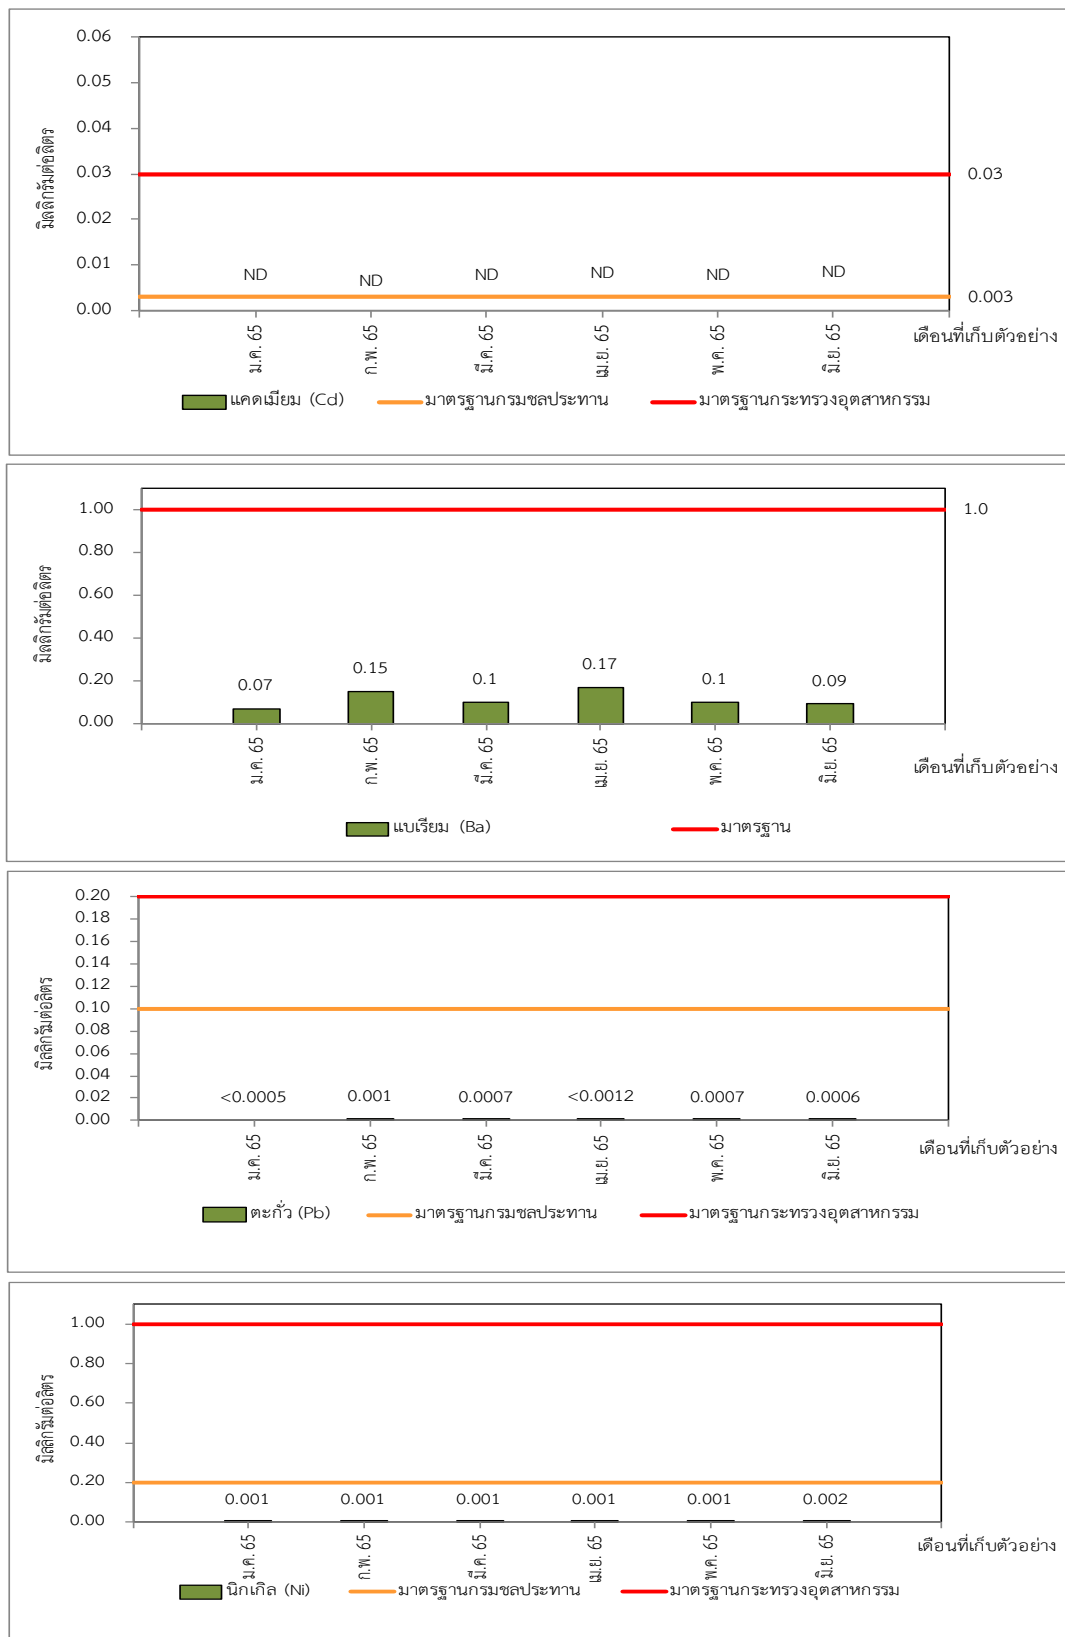 0.06
0.05
0.04
0.03
0.02
0.01
0.00
มิลลิกรัมต่อลิตร
0.03
0.003
ND ND ND ND ND ND
ม.ค. 65 ก.พ. 65 มี.ค. 65 เม.ย. 65 พ.ค. 65 มิ.ย. 65
เดือนที่เก็บตัวอย่าง
แคดเมียม (Cd) มาตรฐานกรมชลประทาน มาตรฐานกระทรวงอุตสาหกรรม
1.00
0.80
0.60
0.40
0.20
0.00
มิลลิกรัมต่อลิตร
1.0
0.07 0.15 0.1 0.17 0.1 0.09
ม.ค. 65 ก.พ. 65 มี.ค. 65 เม.ย. 65 พ.ค. 65 มิ.ย. 65
เดือนที่เก็บตัวอย่าง
แบเรียม (Ba) มาตรฐาน
0.20
0.18
0.16
0.14
0.12
0.10
0.08
0.06
0.04
0.02
0.00
มิลลิกรัมต่อลิตร
<0.0005 0.001 0.0007 <0.0012 0.0007 0.0006
ม.ค. 65 ก.พ. 65 มี.ค. 65 เม.ย. 65 พ.ค. 65 มิ.ย. 65
เดือนที่เก็บตัวอย่าง
ตะกั่ว (Pb) มาตรฐานกรมชลประทาน มาตรฐานกระทรวงอุตสาหกรรม
1.00
0.80
0.60
0.40
0.20
0.00
มิลลิกรัมต่อลิตร
0.001 0.001 0.001 0.001 0.001 0.002
ม.ค. 65 ก.พ. 65 มี.ค. 65 เม.ย. 65 พ.ค. 65 มิ.ย. 65
เดือนที่เก็บตัวอย่าง
นิกเกิล (Ni) มาตรฐานกรมชลประทาน มาตรฐานกระทรวงอุตสาหกรรม